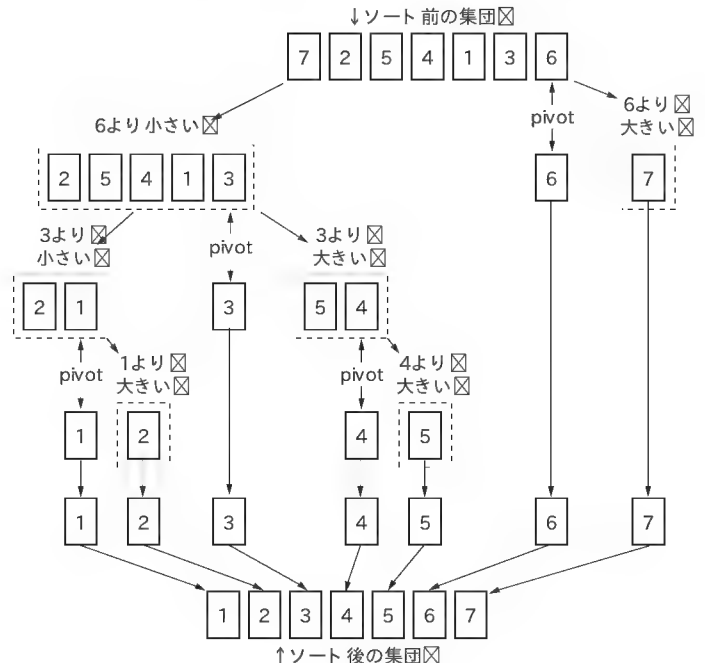 ↓ソート前の集団
7 2 5 4 1 3 6
6より小さい
pivot
6より
大きい
2 5 4 1 3
6
7
3より
小さい
pivot
3より
大きい
2 1
3
5 4
pivot
1より
大きい
pivot
4より
大きい
1
2
4
5
1 2 3 4 5 6 7
1 2 3 4 5 6 7
↑ソート後の集団